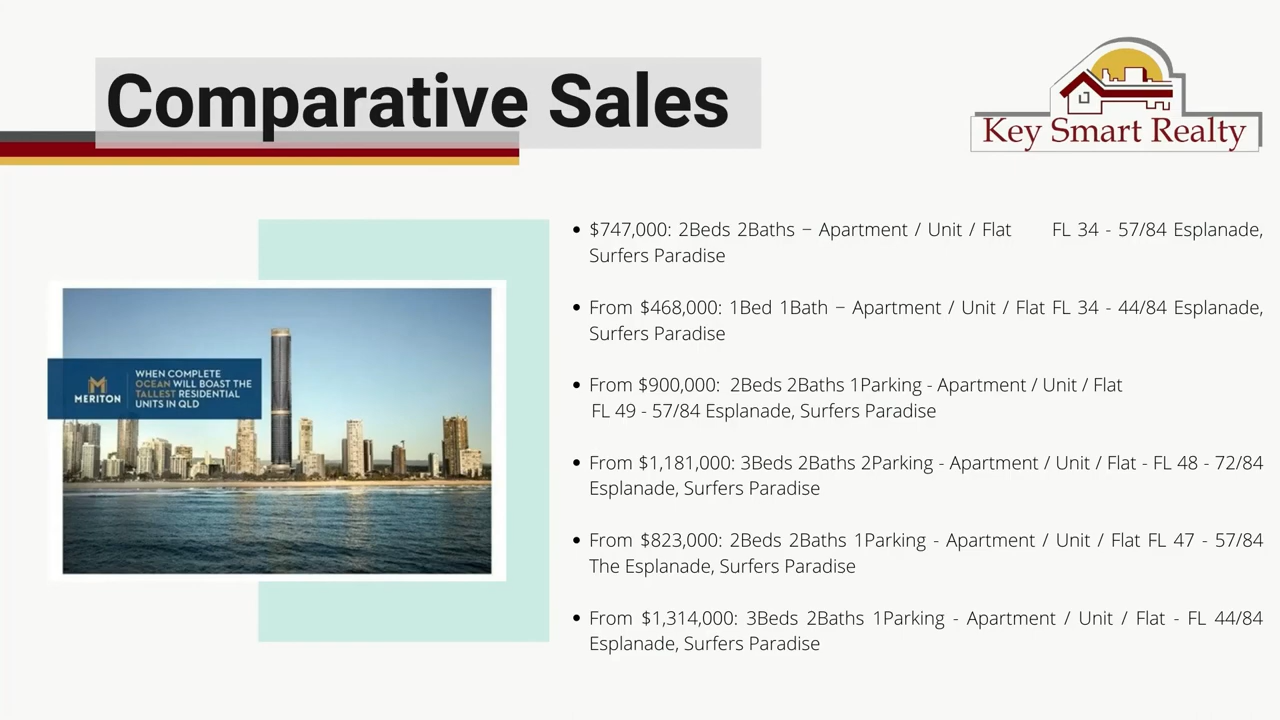 Comparative Sales
Key Smart Realty
MERITON
WHEN COMPLETE
OCEAN WILL BOAST THE
TALLEST RESIDENTIAL
UNITS IN QLD
• $747,000: 2Beds 2Baths − Apartment / Unit / Flat FL 34 - 57/84 Esplanade,
Surfers Paradise
• From $468,000: 1Bed 1Bath − Apartment / Unit / Flat FL 34 - 44/84 Esplanade,
Surfers Paradise
• From $900,000: 2Beds 2Baths 1Parking - Apartment / Unit / Flat
FL 49 - 57/84 Esplanade, Surfers Paradise
• From $1,181,000: 3Beds 2Baths 2Parking - Apartment / Unit / Flat - FL 48 - 72/84
Esplanade, Surfers Paradise
• From $823,000: 2Beds 2Baths 1Parking - Apartment / Unit / Flat FL 47 - 57/84
The Esplanade, Surfers Paradise
• From $1,314,000: 3Beds 2Baths 1Parking - Apartment / Unit / Flat - FL 44/84
Esplanade, Surfers Paradise